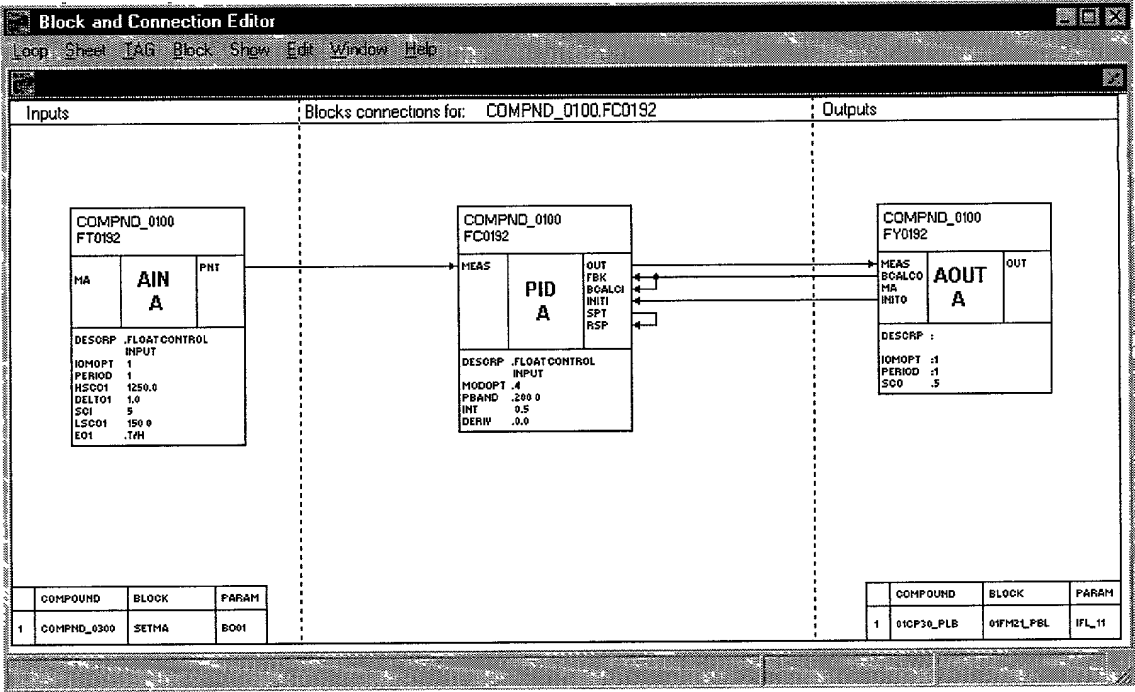 Block and Connection Editor
Loop Sheet TAG Block Show Edit Window Help
Inputs
Blocks connections for: COMPND_0100.FC0192
Outputs
COMPND_0100
FT0192
MA
AIN
A
PNT
DESCRP .FLOAT CONTROL
INPUT
IOMOPT 1
PERIOD 1
HSCO1 1250.0
DELTO1 1.0
SCI 5
LSCO1 150 0
EO1 .T/H
COMPND_0100
FC0192
MEAS
PID
A
OUT
FBK
BCALCI
INITI
SPT
RSP
DESCRP .FLOAT CONTROL
INPUT
MODOPT .4
PBAND .200 0
INT 0.5
DERIV .0.0
COMPND_0100
FY0192
MEAS
BCALCO
MA
INITO
AOUT
A
OUT
DESCRP :
IOMOPT :1
PERIOD :1
SCO .5
COMPOUND BLOCK PARAM
1 COMPND_0300 SETMA BO01
COMPOUND BLOCK PARAM
1 01CP30_PLB 01FM21_PBL IFL_11